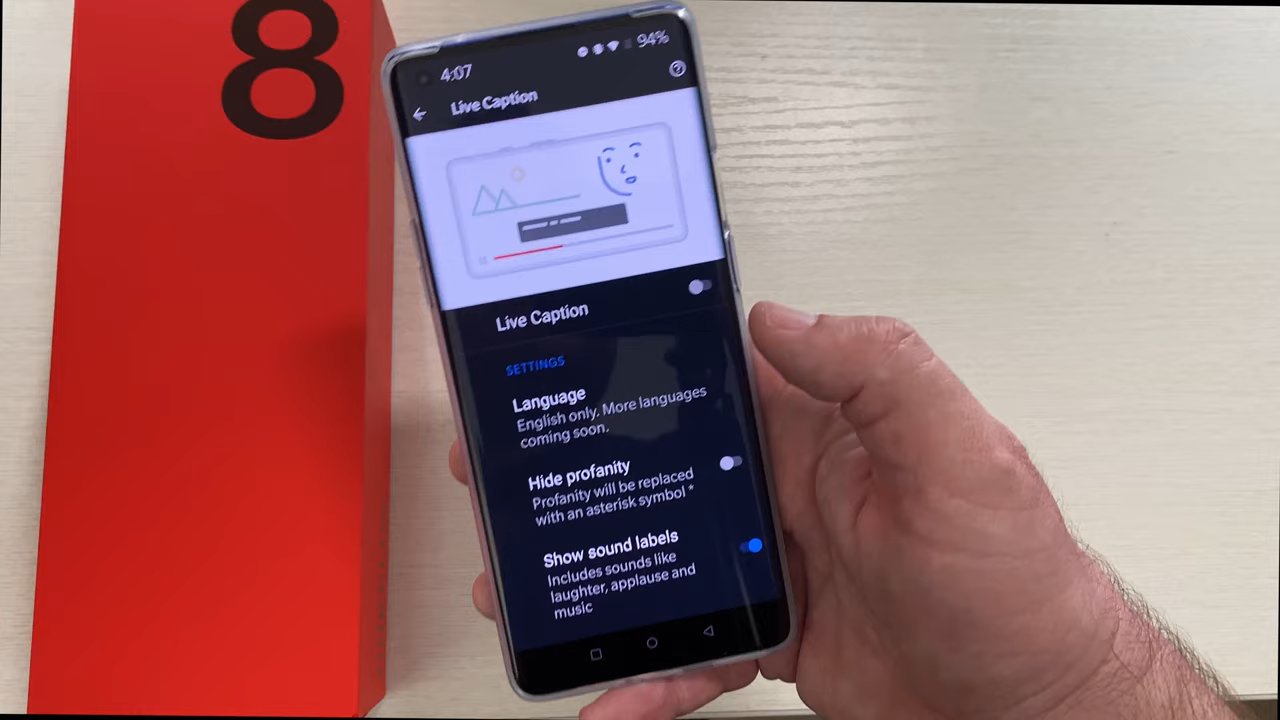 8
4:07
94%
Live Caption
Live Caption
SETTINGS
Language
English only. More languages
coming soon.
Hide profanity
Profanity will be replaced
with an asterisk symbol *
Show sound labels
Includes sounds like
laughter, applause and
music